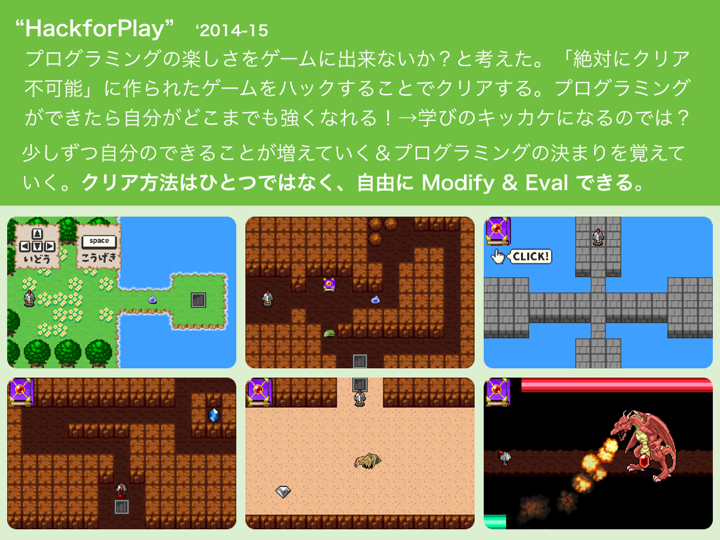 “HackforPlay” ‘2014-15
プログラミングの楽しさをゲームに出来ないか？と考えた。「絶対にクリア
不可能」に作られたゲームをハックすることでクリアする。プログラミング
ができたら自分がどこまでも強くなれる！→学びのキッカケになるのでは？
少しずつ自分のできることが増えていく＆プログラミングの決まりを覚えて
いく。クリア方法はひとつではなく、自由に Modify & Eval できる。
▲
◀▼▶
いどう
space
こうげき
CLICK!